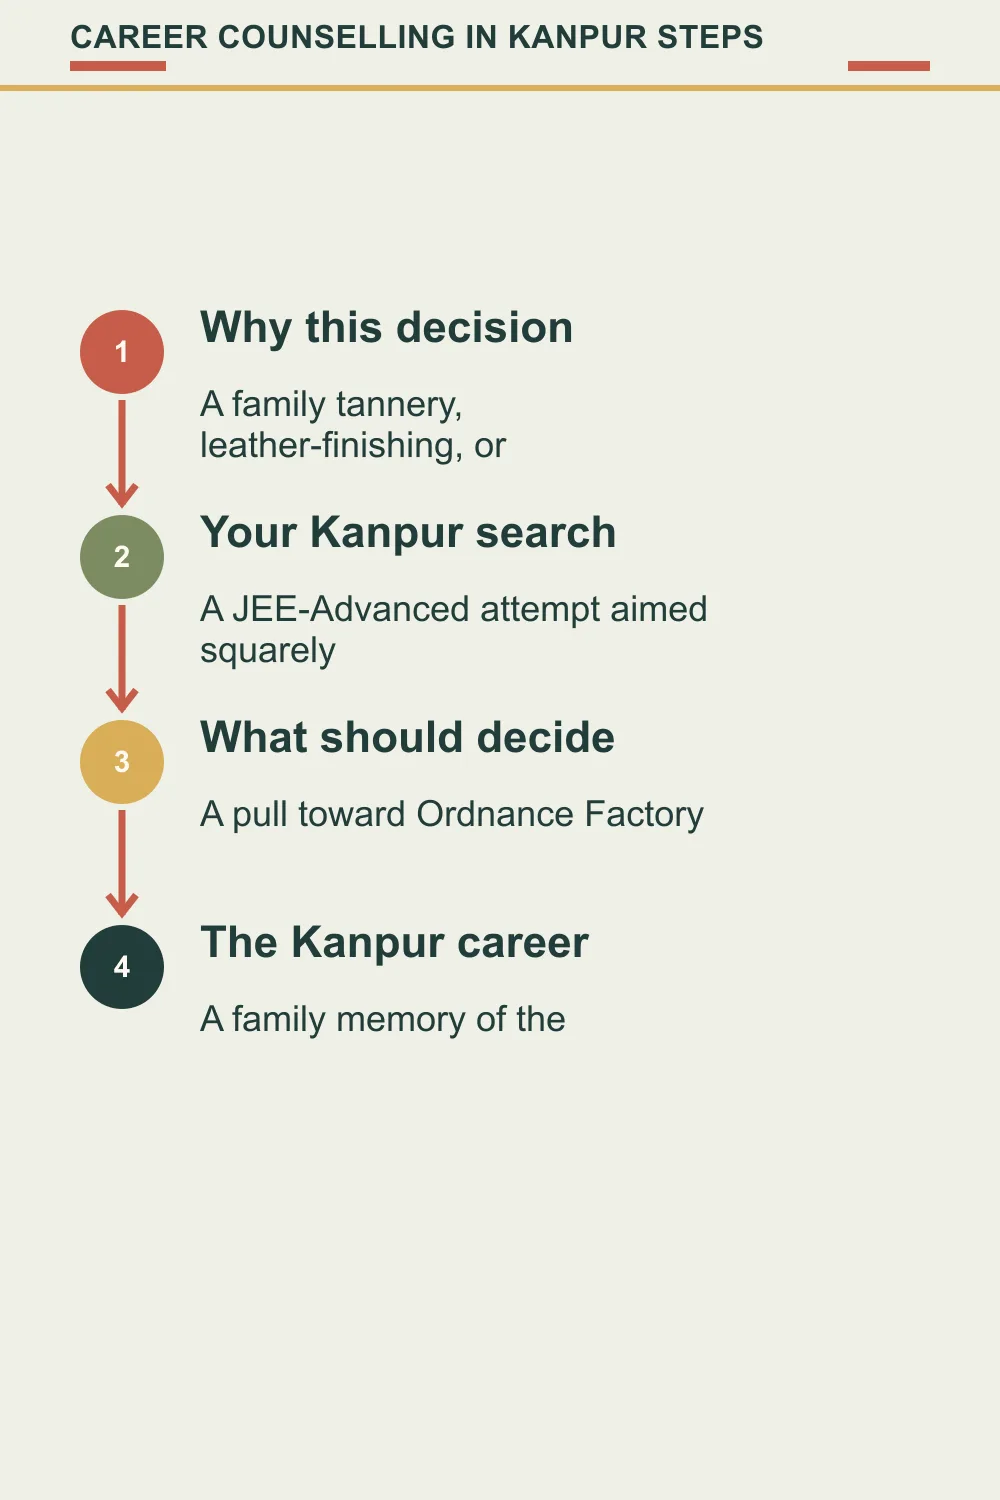 CAREER COUNSELLING IN KANPUR STEPS
1
Why this decision
A family tannery,
leather-finishing, or
2
Your Kanpur search
A JEE-Advanced attempt aimed
squarely
3
What should decide
A pull toward Ordnance Factory
4
The Kanpur career
A family memory of the